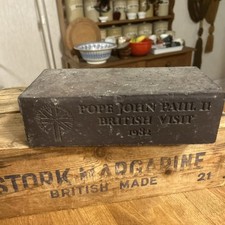 POPE JOHN PAUL II
BRITISH VISIT
1982
STORK MARGARINE
BRITISH MADE
21